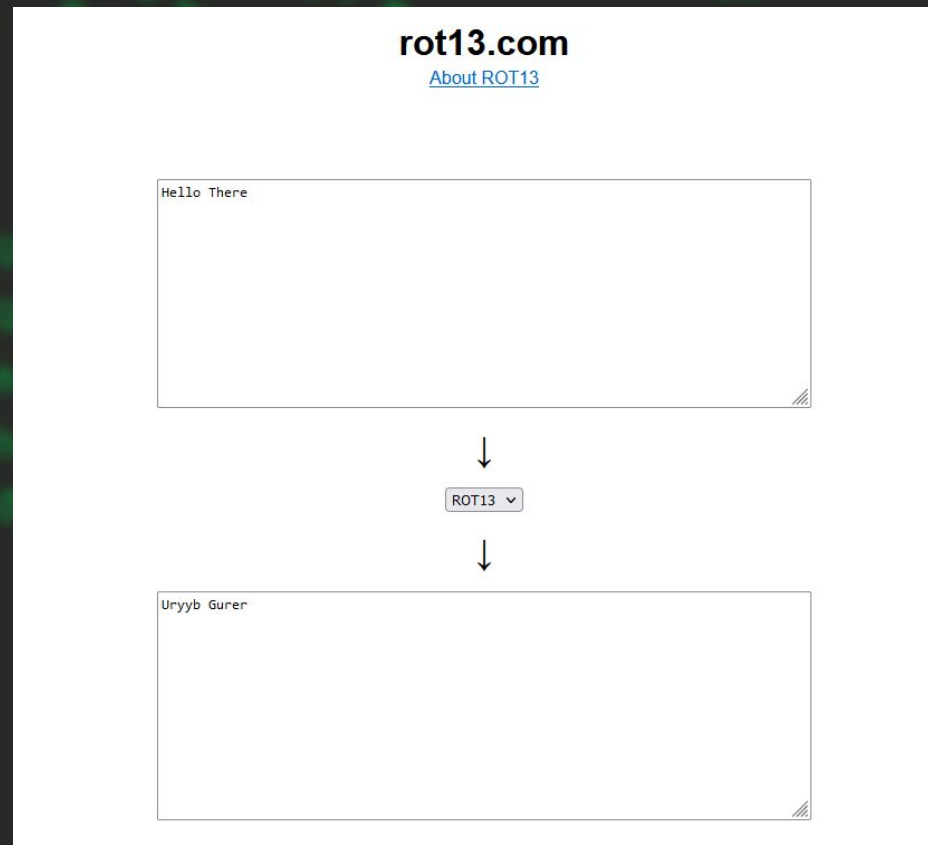 rot13.com
About ROT13
Hello There
↓
ROT13
↓
Uryyb Gurer